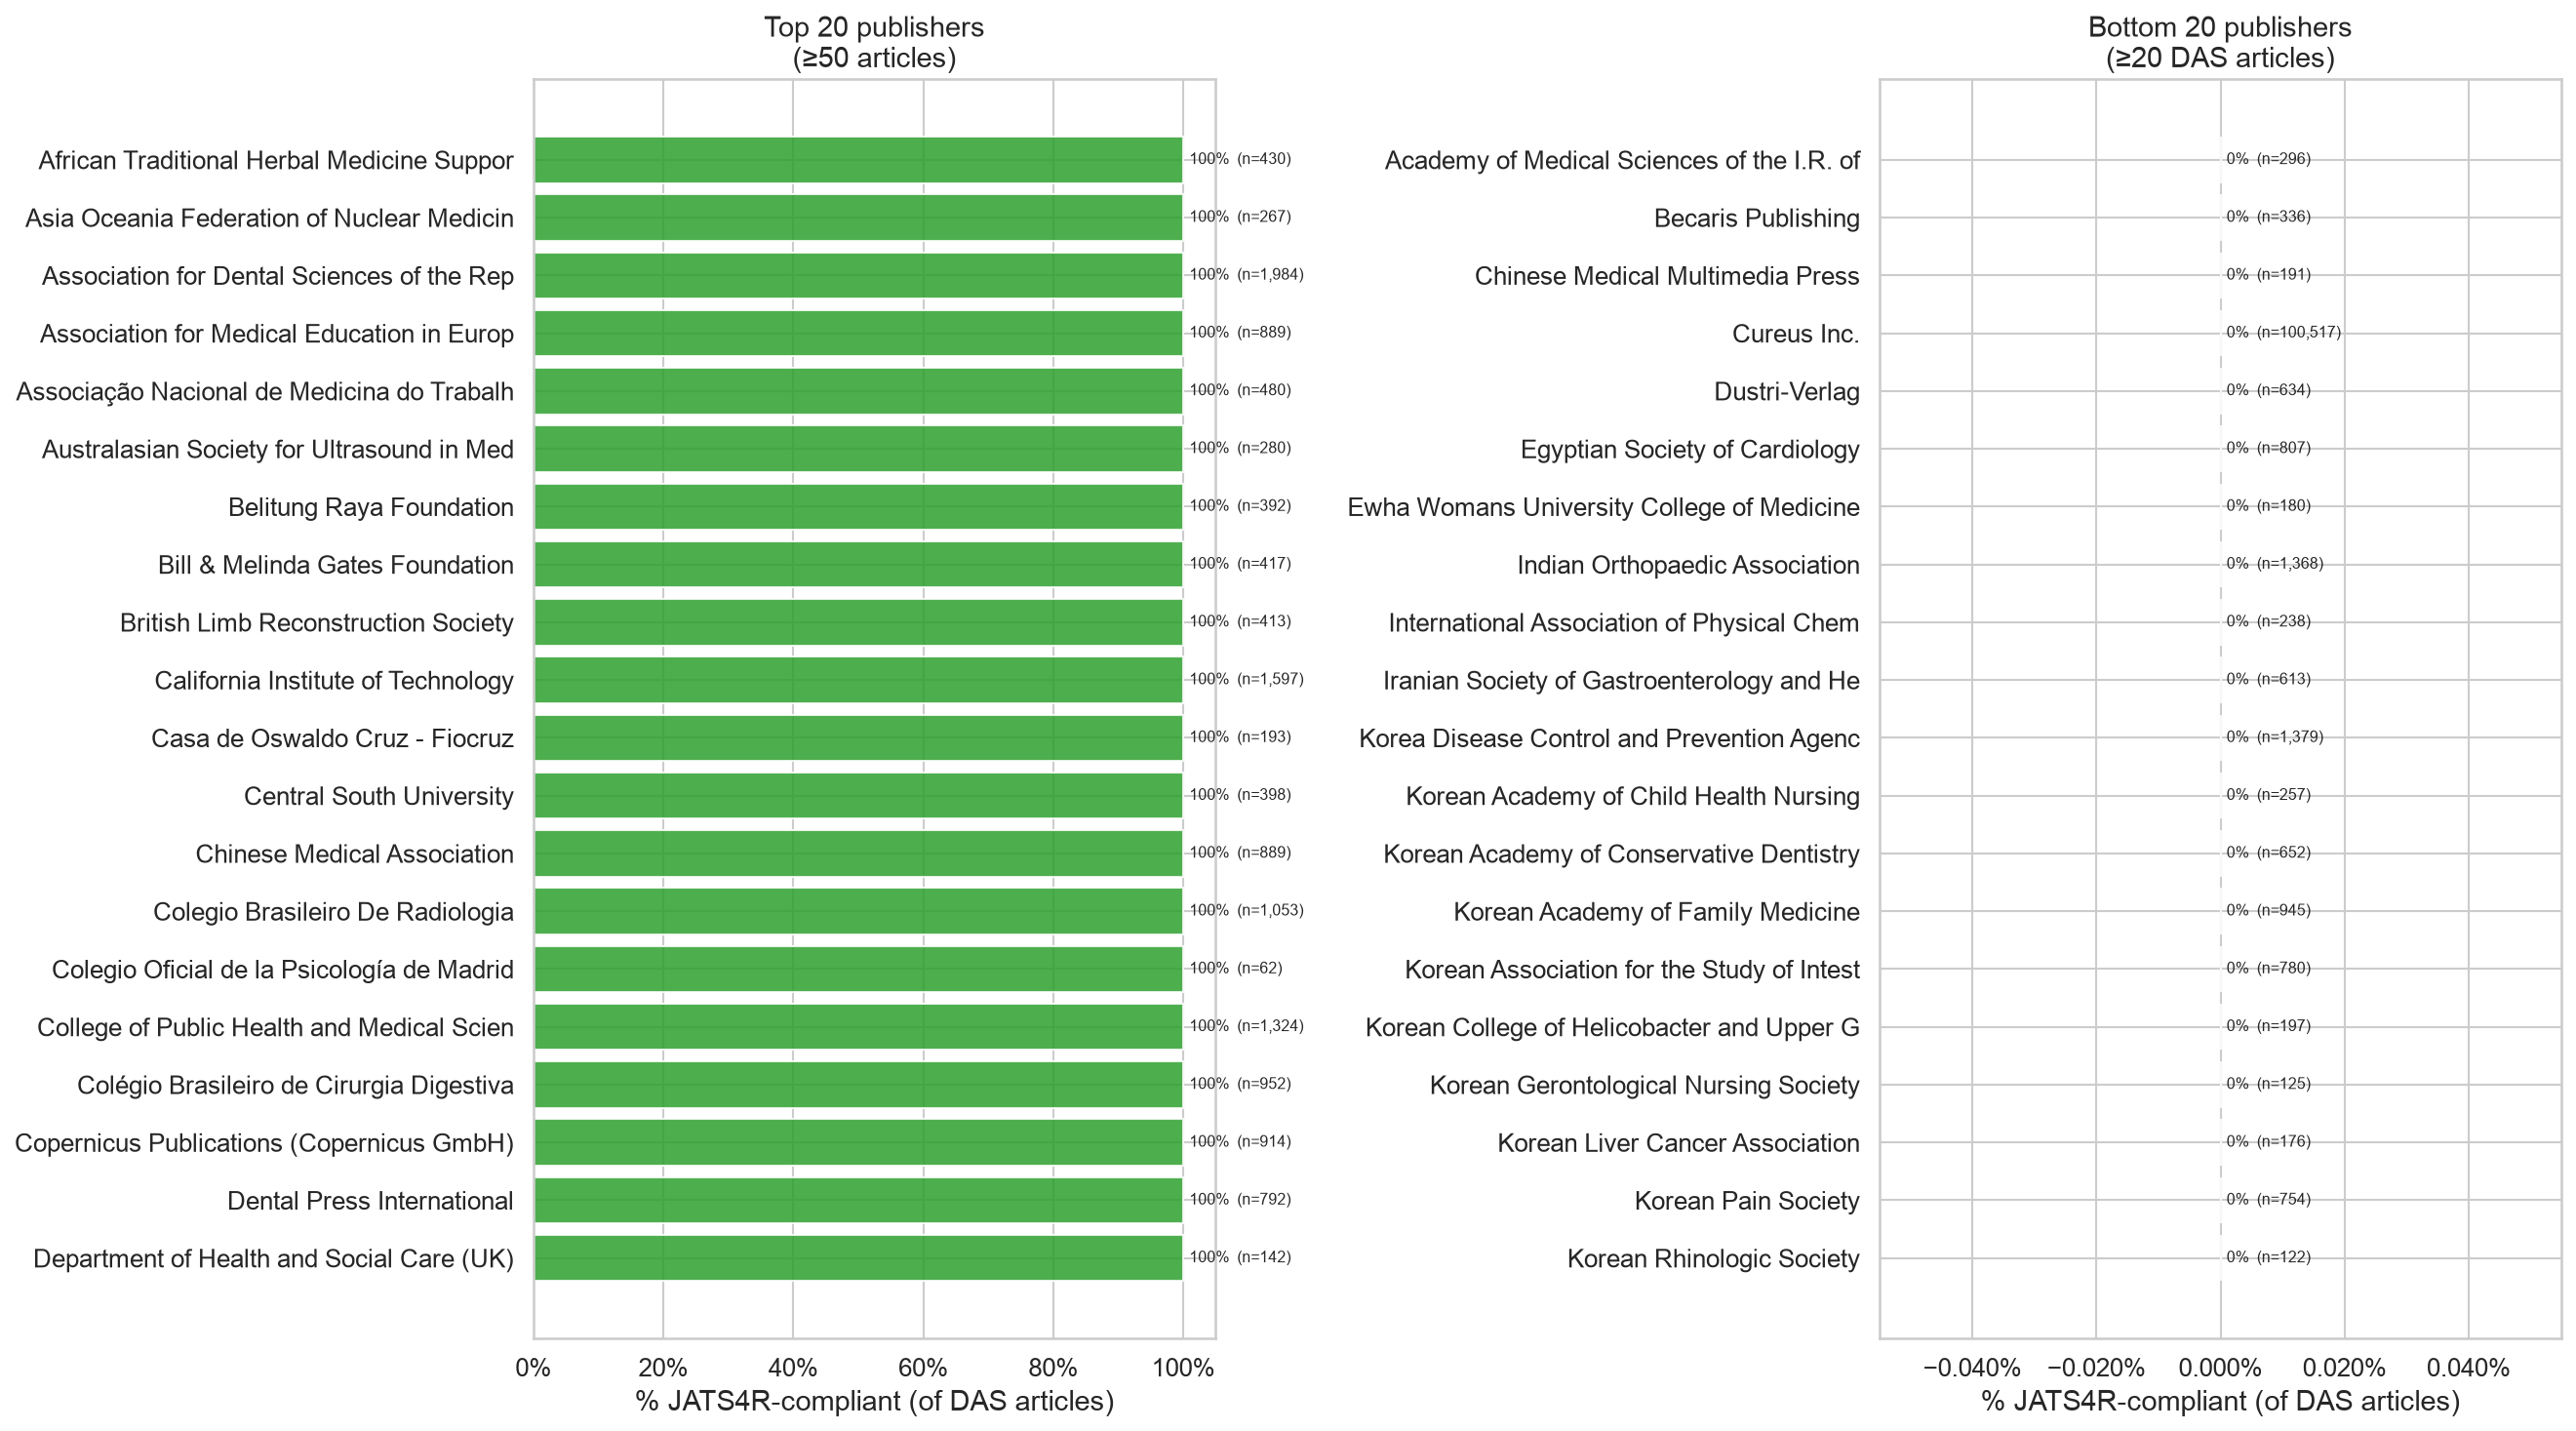 Top 20 publishers
(≥50 articles)
African Traditional Herbal Medicine Suppor
100% (n=430)
Asia Oceania Federation of Nuclear Medicin
100% (n=267)
Association for Dental Sciences of the Rep
100% (n=1,984)
Association for Medical Education in Europ
100% (n=889)
Associação Nacional de Medicina do Trabalh
100% (n=480)
Australasian Society for Ultrasound in Med
100% (n=280)
Belitung Raya Foundation
100% (n=392)
Bill & Melinda Gates Foundation
100% (n=417)
British Limb Reconstruction Society
100% (n=413)
California Institute of Technology
100% (n=1,597)
Casa de Oswaldo Cruz - Fiocruz
100% (n=193)
Central South University
100% (n=398)
Chinese Medical Association
100% (n=889)
Colegio Brasileiro De Radiologia
100% (n=1,053)
Colegio Oficial de la Psicología de Madrid
100% (n=62)
College of Public Health and Medical Scien
100% (n=1,324)
Colégio Brasileiro de Cirurgia Digestiva
100% (n=952)
Copernicus Publications (Copernicus GmbH)
100% (n=914)
Dental Press International
100% (n=792)
Department of Health and Social Care (UK)
100% (n=142)
0% 20% 40% 60% 80% 100%
% JATS4R-compliant (of DAS articles)
Bottom 20 publishers
(≥20 DAS articles)
Academy of Medical Sciences of the I.R. of
0% (n=296)
Becaris Publishing
0% (n=336)
Chinese Medical Multimedia Press
0% (n=191)
Cureus Inc.
0% (n=100,517)
Dustri-Verlag
0% (n=634)
Egyptian Society of Cardiology
0% (n=807)
Ewha Womans University College of Medicine
0% (n=180)
Indian Orthopaedic Association
0% (n=1,368)
International Association of Physical Chem
0% (n=238)
Iranian Society of Gastroenterology and He
0% (n=613)
Korea Disease Control and Prevention Agenc
0% (n=1,379)
Korean Academy of Child Health Nursing
0% (n=257)
Korean Academy of Conservative Dentistry
0% (n=652)
Korean Academy of Family Medicine
0% (n=945)
Korean Association for the Study of Intest
0% (n=780)
Korean College of Helicobacter and Upper G
0% (n=197)
Korean Gerontological Nursing Society
0% (n=125)
Korean Liver Cancer Association
0% (n=176)
Korean Pain Society
0% (n=754)
Korean Rhinologic Society
0% (n=122)
−0.040% −0.020% 0.000% 0.020% 0.040%
% JATS4R-compliant (of DAS articles)